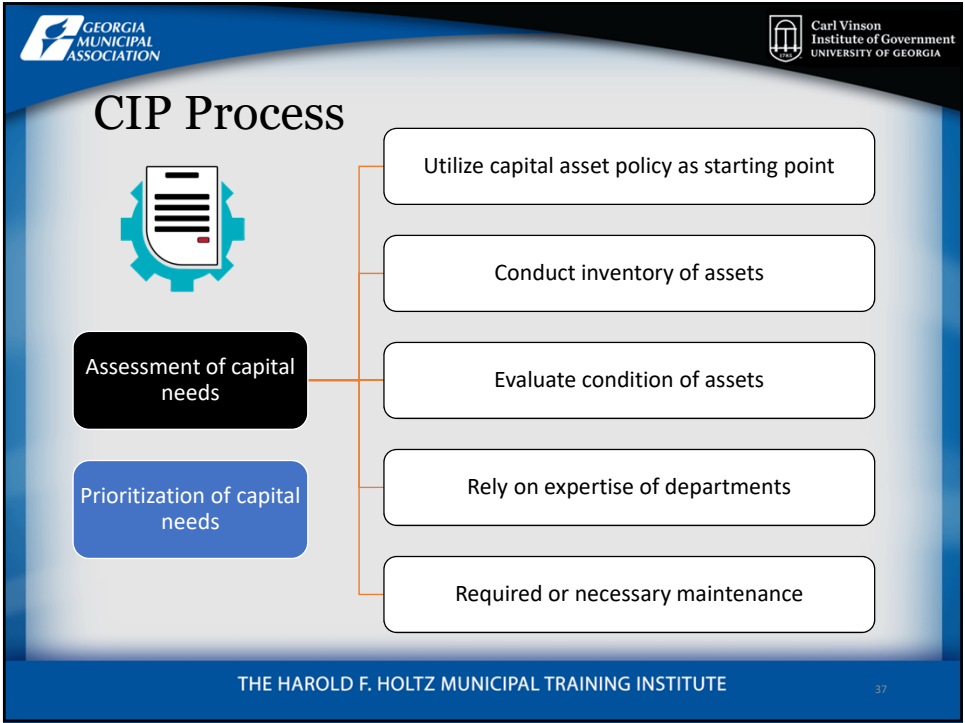 GEORGIA
MUNICIPAL
ASSOCIATION
1785
Carl Vinson
Institute of Government
UNIVERSITY OF GEORGIA
CIP Process
Utilize capital asset policy as starting point
Conduct inventory of assets
Assessment of capital
needs
Evaluate condition of assets
Prioritization of capital
needs
Rely on expertise of departments
Required or necessary maintenance
THE HAROLD F. HOLTZ MUNICIPAL TRAINING INSTITUTE
37